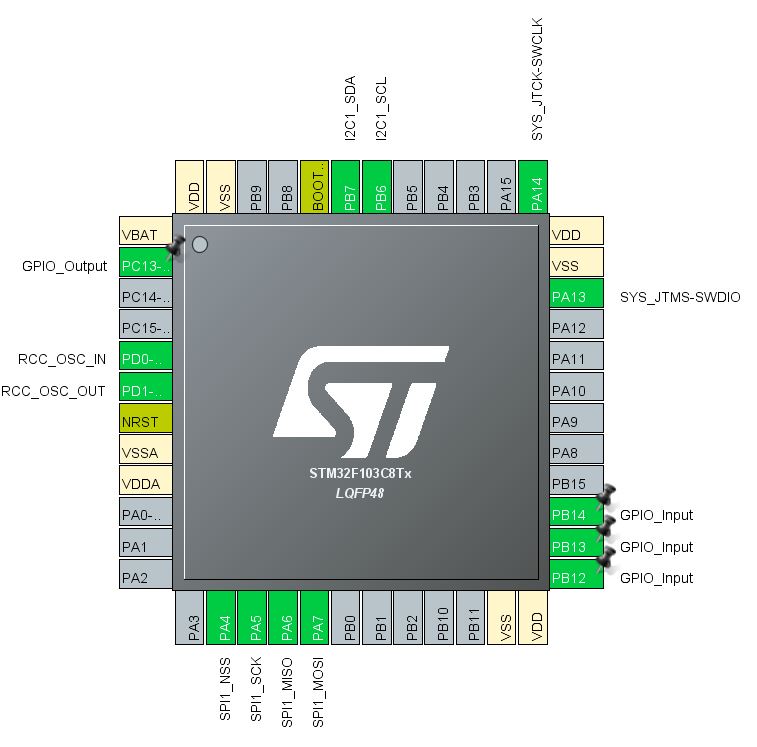 SYS_JTCK-SWCLK
I2C1_SDA
I2C1_SCL
VDD
VSS
PB9
PB8
BOOT..
PB7
PB6
PB5
PB4
PB3
PA15
PA14
VBAT
GPIO_Output PC13-..
PC14-..
PC15-..
RCC_OSC_IN PD0-..
RCC_OSC_OUT PD1-..
NRST
VSSA
VDDA
PA0-..
PA1
PA2
ST
STM32F103C8Tx
LQFP48
VDD
VSS
PA13 SYS_JTMS-SWDIO
PA12
PA11
PA10
PA9
PA8
PB15
PB14 GPIO_Input
PB13 GPIO_Input
PB12 GPIO_Input
PA3
PA4
PA5
PA6
PA7
PB0
PB1
PB2
PB10
PB11
VSS
VDD
SPI1_NSS
SPI1_SCK
SPI1_MISO
SPI1_MOSI